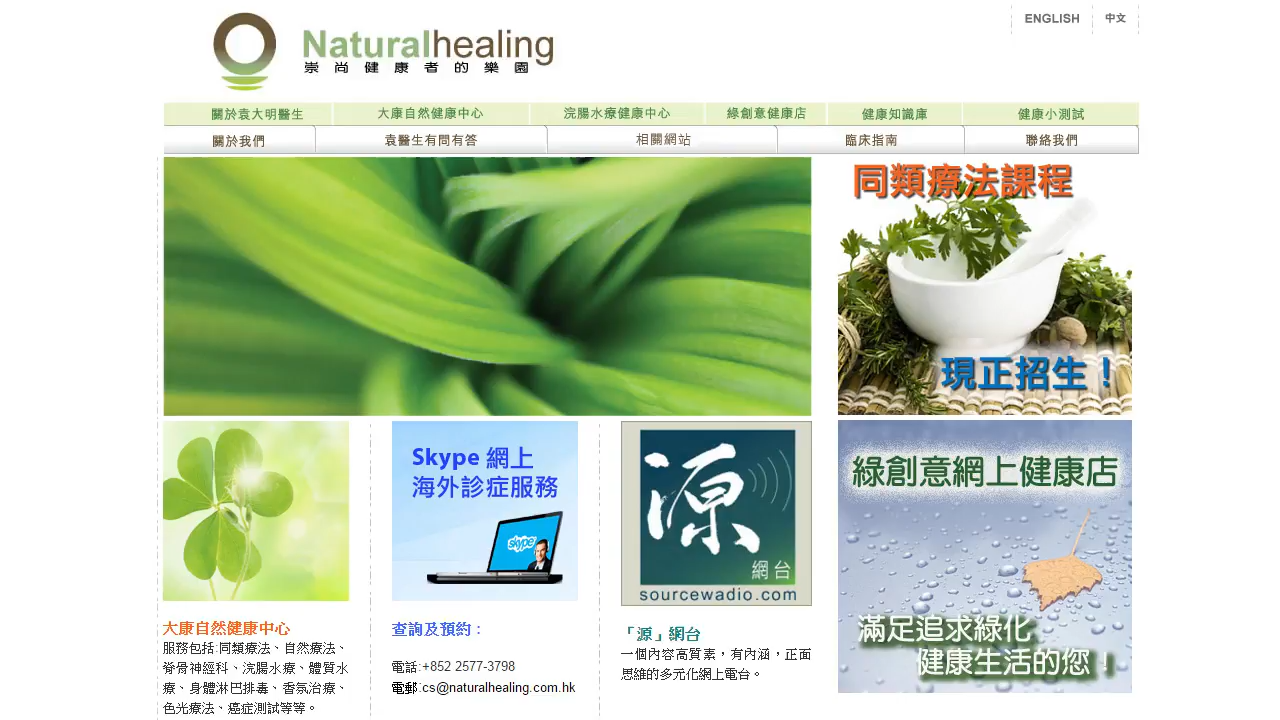 ENGLISH
中文
Naturalhealing
崇尚健康者的樂園
關於袁大明醫生
大康自然健康中心
浣腸水療健康中心
綠創意健康店
健康知識庫
健康小測試
關於我們
袁醫生有問有答
相關網站
臨床指南
聯絡我們
同類療法課程
現正招生！
Skype 網上
海外診症服務
skype
源
網台
sourcewadio.com
綠創意網上健康店
滿足追求綠化
健康生活的您！
大康自然健康中心
服務包括:同類療法、自然療法、
脊骨神經科、浣腸水療、體質水
療、身體淋巴排毒、香氛治療、
色光療法、癌症測試等等。
查詢及預約：
電話:+852 2577-3798
電郵:cs@naturalhealing.com.hk
「源」網台
一個內容高質素，有內涵，正面
思維的多元化網上電台。